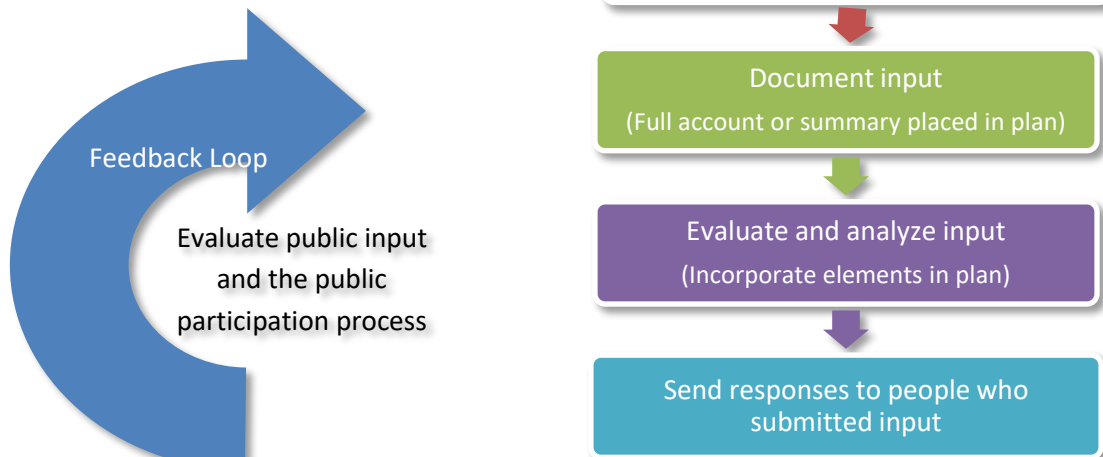 Feedback Loop
Evaluate public input
and the public
participation process
Document input
(Full account or summary placed in plan)
Evaluate and analyze input
(Incorporate elements in plan)
Send responses to people who
submitted input